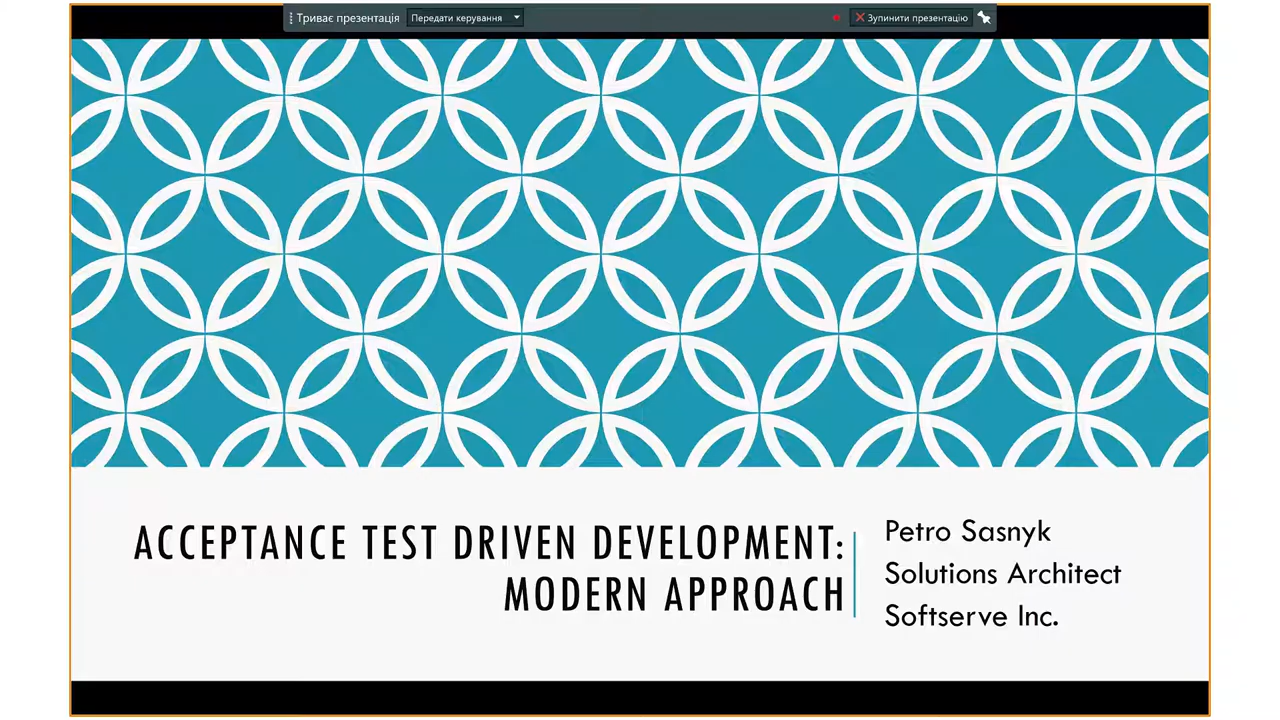 Триває презентація
Передати керування
Зупинити презентацію
ACCEPTANCE TEST DRIVEN DEVELOPMENT:
MODERN APPROACH
Petro Sasnyk
Solutions Architect
Softserve Inc.